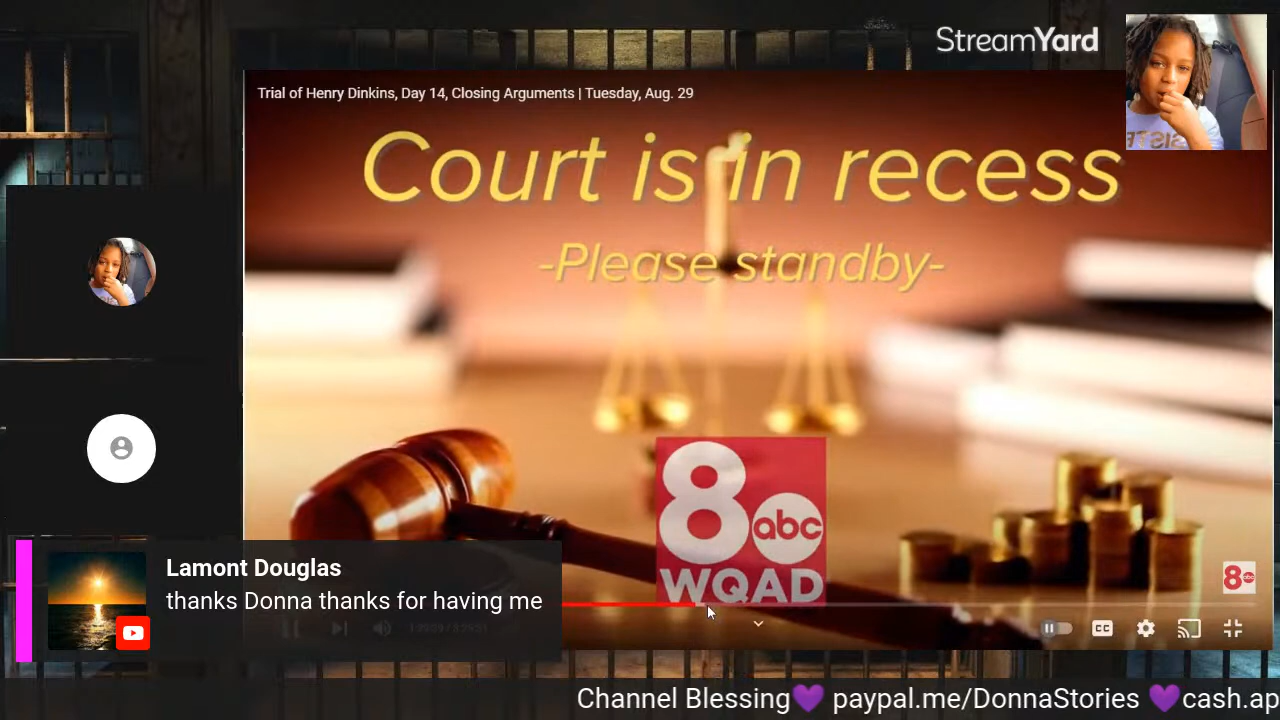 StreamYard
Trial of Henry Dinkins, Day 14, Closing Arguments | Tuesday, Aug. 29
Court is in recess
-Please standby-
8 abc
WQAD
8
Lamont Douglas
thanks Donna thanks for having me
CC
Channel Blessing💜 paypal.me/DonnaStories 💜cash.ap